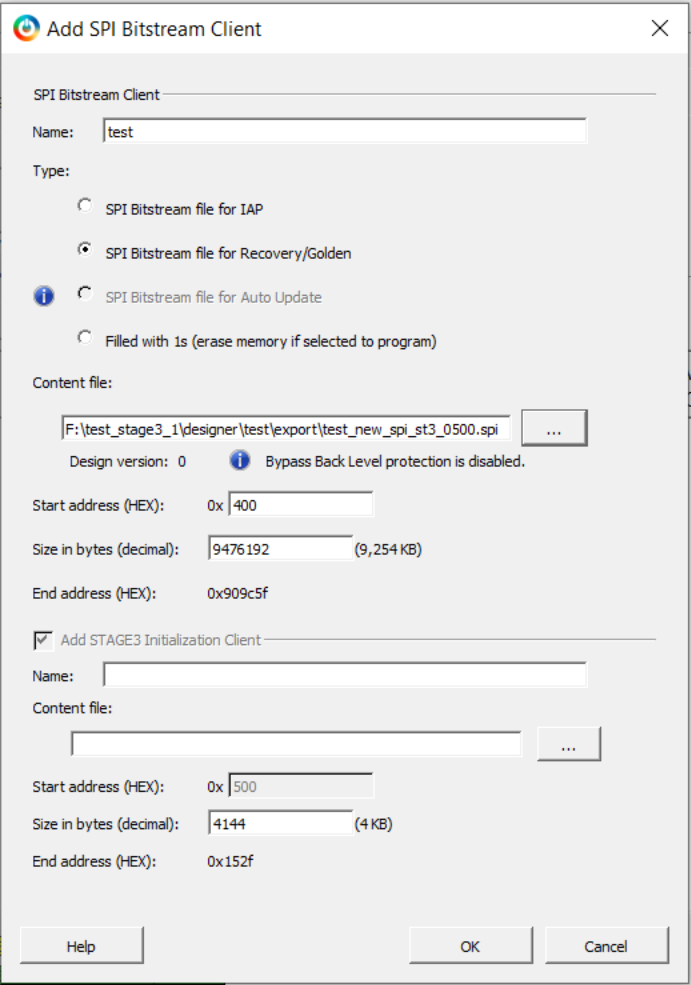 Add SPI Bitstream Client
SPI Bitstream Client
Name: test
Type:
SPI Bitstream file for IAP
SPI Bitstream file for Recovery/Golden
SPI Bitstream file for Auto Update
Filled with 1s (erase memory if selected to program)
Content file:
F:\test_stage3_1\designer\test\export\test_new_spi_st3_0500.spi ...
Design version: 0 Bypass Back Level protection is disabled.
Start address (HEX): 0x 400
Size in bytes (decimal): 9476192 (9,254 KB)
End address (HEX): 0x909c5f
Add STAGE3 Initialization Client
Name:
Content file:
...
Start address (HEX): 0x 500
Size in bytes (decimal): 4144 (4 KB)
End address (HEX): 0x152f
Help OK Cancel